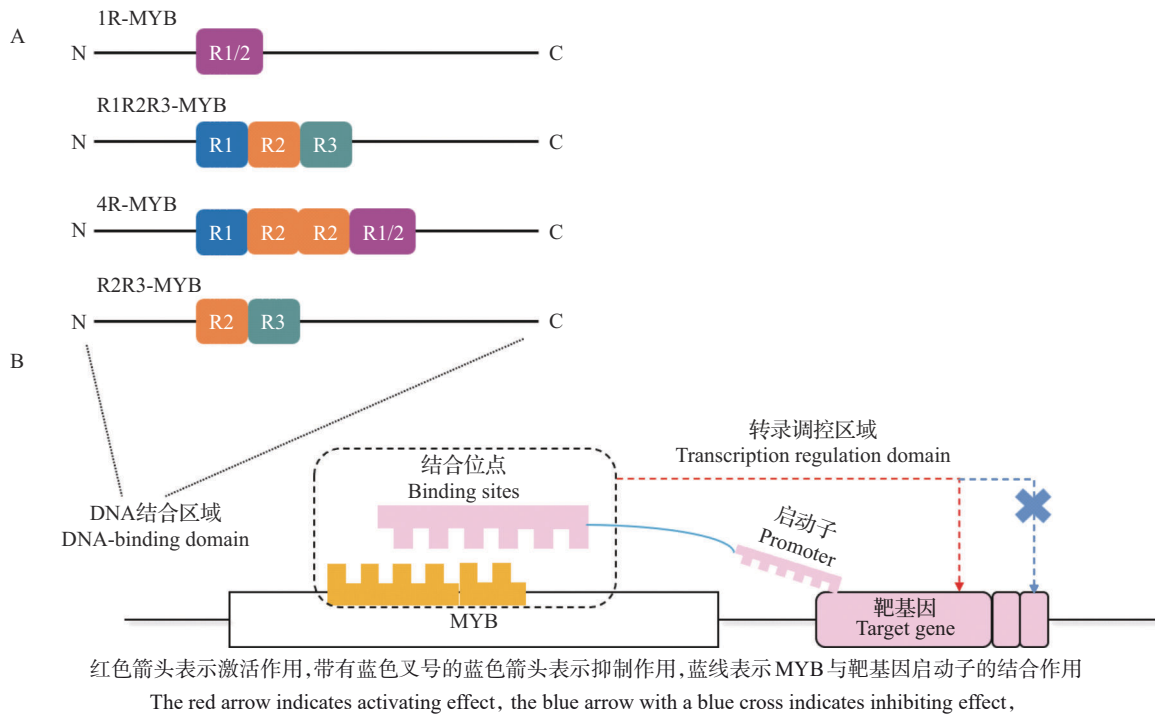 A
1R-MYB
N
R1/2
C
R1R2R3-MYB
N
R1
R2
R3
C
4R-MYB
N
R1
R2
R2
R1/2
C
R2R3-MYB
N
R2
R3
C
B
DNA结合区域
DNA-binding domain
结合位点
Binding sites
MYB
转录调控区域
Transcription regulation domain
启动子
Promoter
靶基因
Target gene
红色箭头表示激活作用,带有蓝色叉号的蓝色箭头表示抑制作用,蓝线表示MYB与靶基因启动子的结合作用
The red arrow indicates activating effect, the blue arrow with a blue cross indicates inhibiting effect,